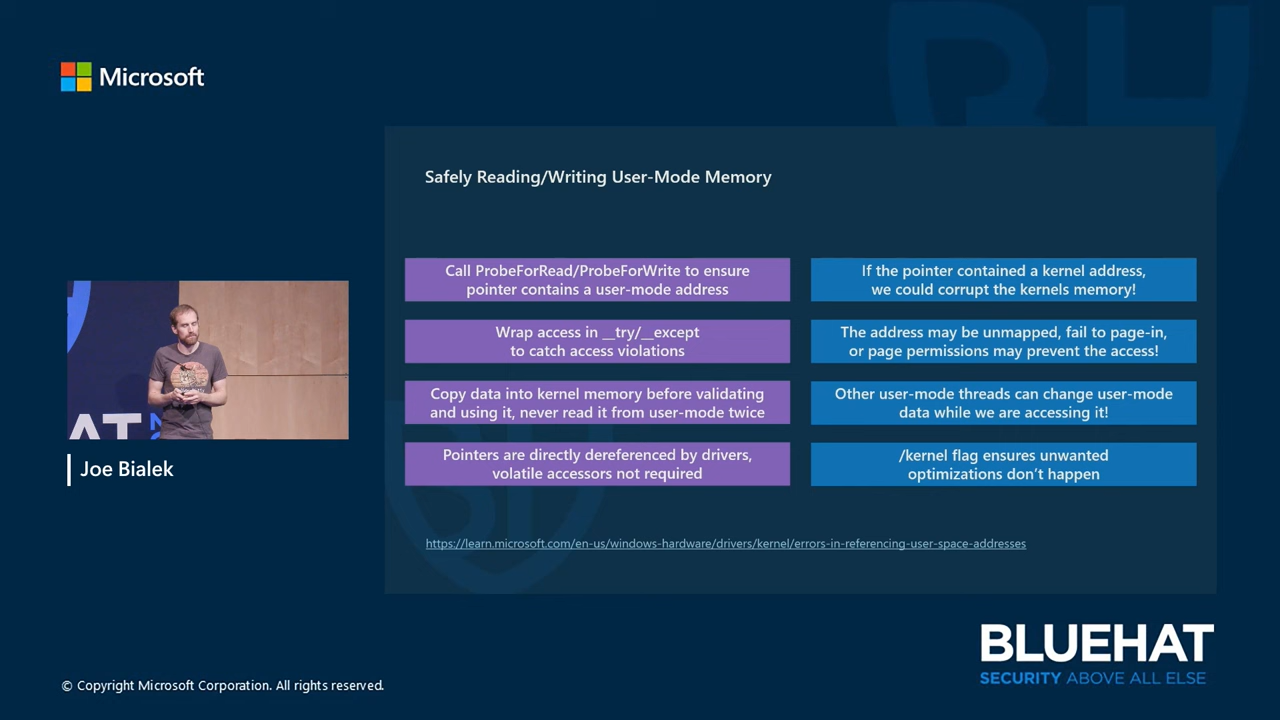 Microsoft
Safely Reading/Writing User-Mode Memory
Call ProbeForRead/ProbeForWrite to ensure
pointer contains a user-mode address
If the pointer contained a kernel address,
we could corrupt the kernels memory!
Wrap access in __try/__except
to catch access violations
The address may be unmapped, fail to page-in,
or page permissions may prevent the access!
Copy data into kernel memory before validating
and using it, never read it from user-mode twice
Other user-mode threads can change user-mode
data while we are accessing it!
Pointers are directly dereferenced by drivers,
volatile accessors not required
/kernel flag ensures unwanted
optimizations don't happen
https://learn.microsoft.com/en-us/windows-hardware/drivers/kernel/errors-in-referencing-user-space-addresses
AT
Joe Bialek
BLUEHAT
SECURITY ABOVE ALL ELSE
© Copyright Microsoft Corporation. All rights reserved.